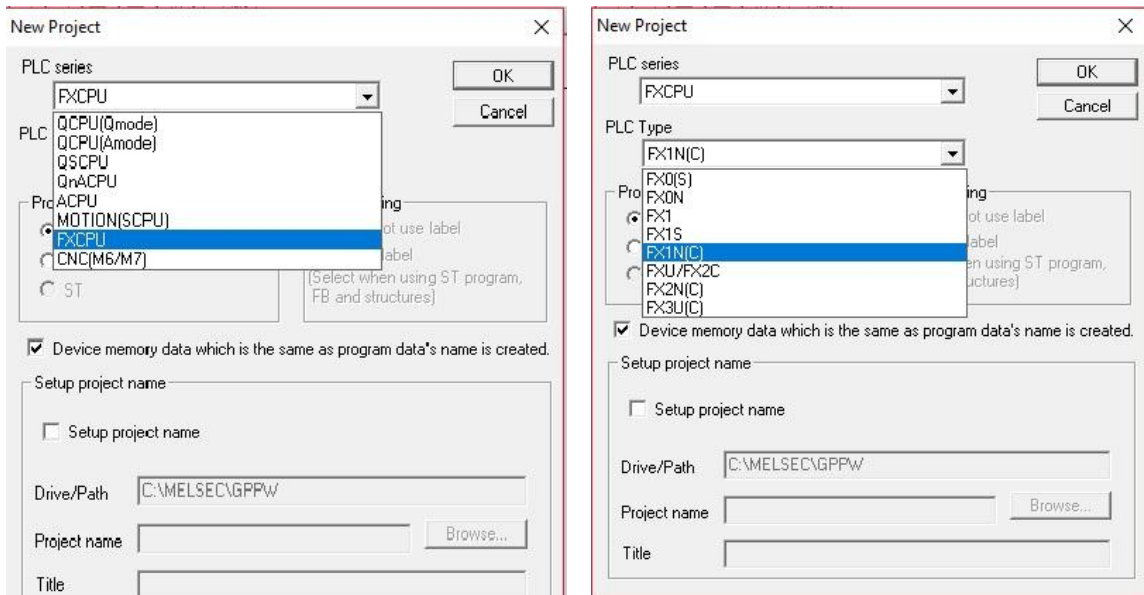 New Project
PLC series
OK
FXCPU
Cancel
PLC
QCPU(Qmode)
QCPU(Amode)
QSCPU
QnACPU
ACPU
MOTION(SCPU)
FXCPU
CNC(M6/M7)
Pro
ing
ot use label
abel
(Select when using ST program,
FB and structures)
ST
Device memory data which is the same as program data's name is created.
Setup project name
Setup project name
Drive/Path
C:\MELSEC\GPPW
Project name
Browse...
Title
New Project
PLC series
OK
FXCPU
Cancel
PLC Type
FX1N(C)
FX0(S)
FX0N
FX1
FX1S
FX1N(C)
FXU/FX2C
FX2N(C)
FX3U(C)
Pro
ing
ot use label
label
en using ST program,
uctures)
Device memory data which is the same as program data's name is created.
Setup project name
Setup project name
Drive/Path
C:\MELSEC\GPPW
Project name
Browse...
Title